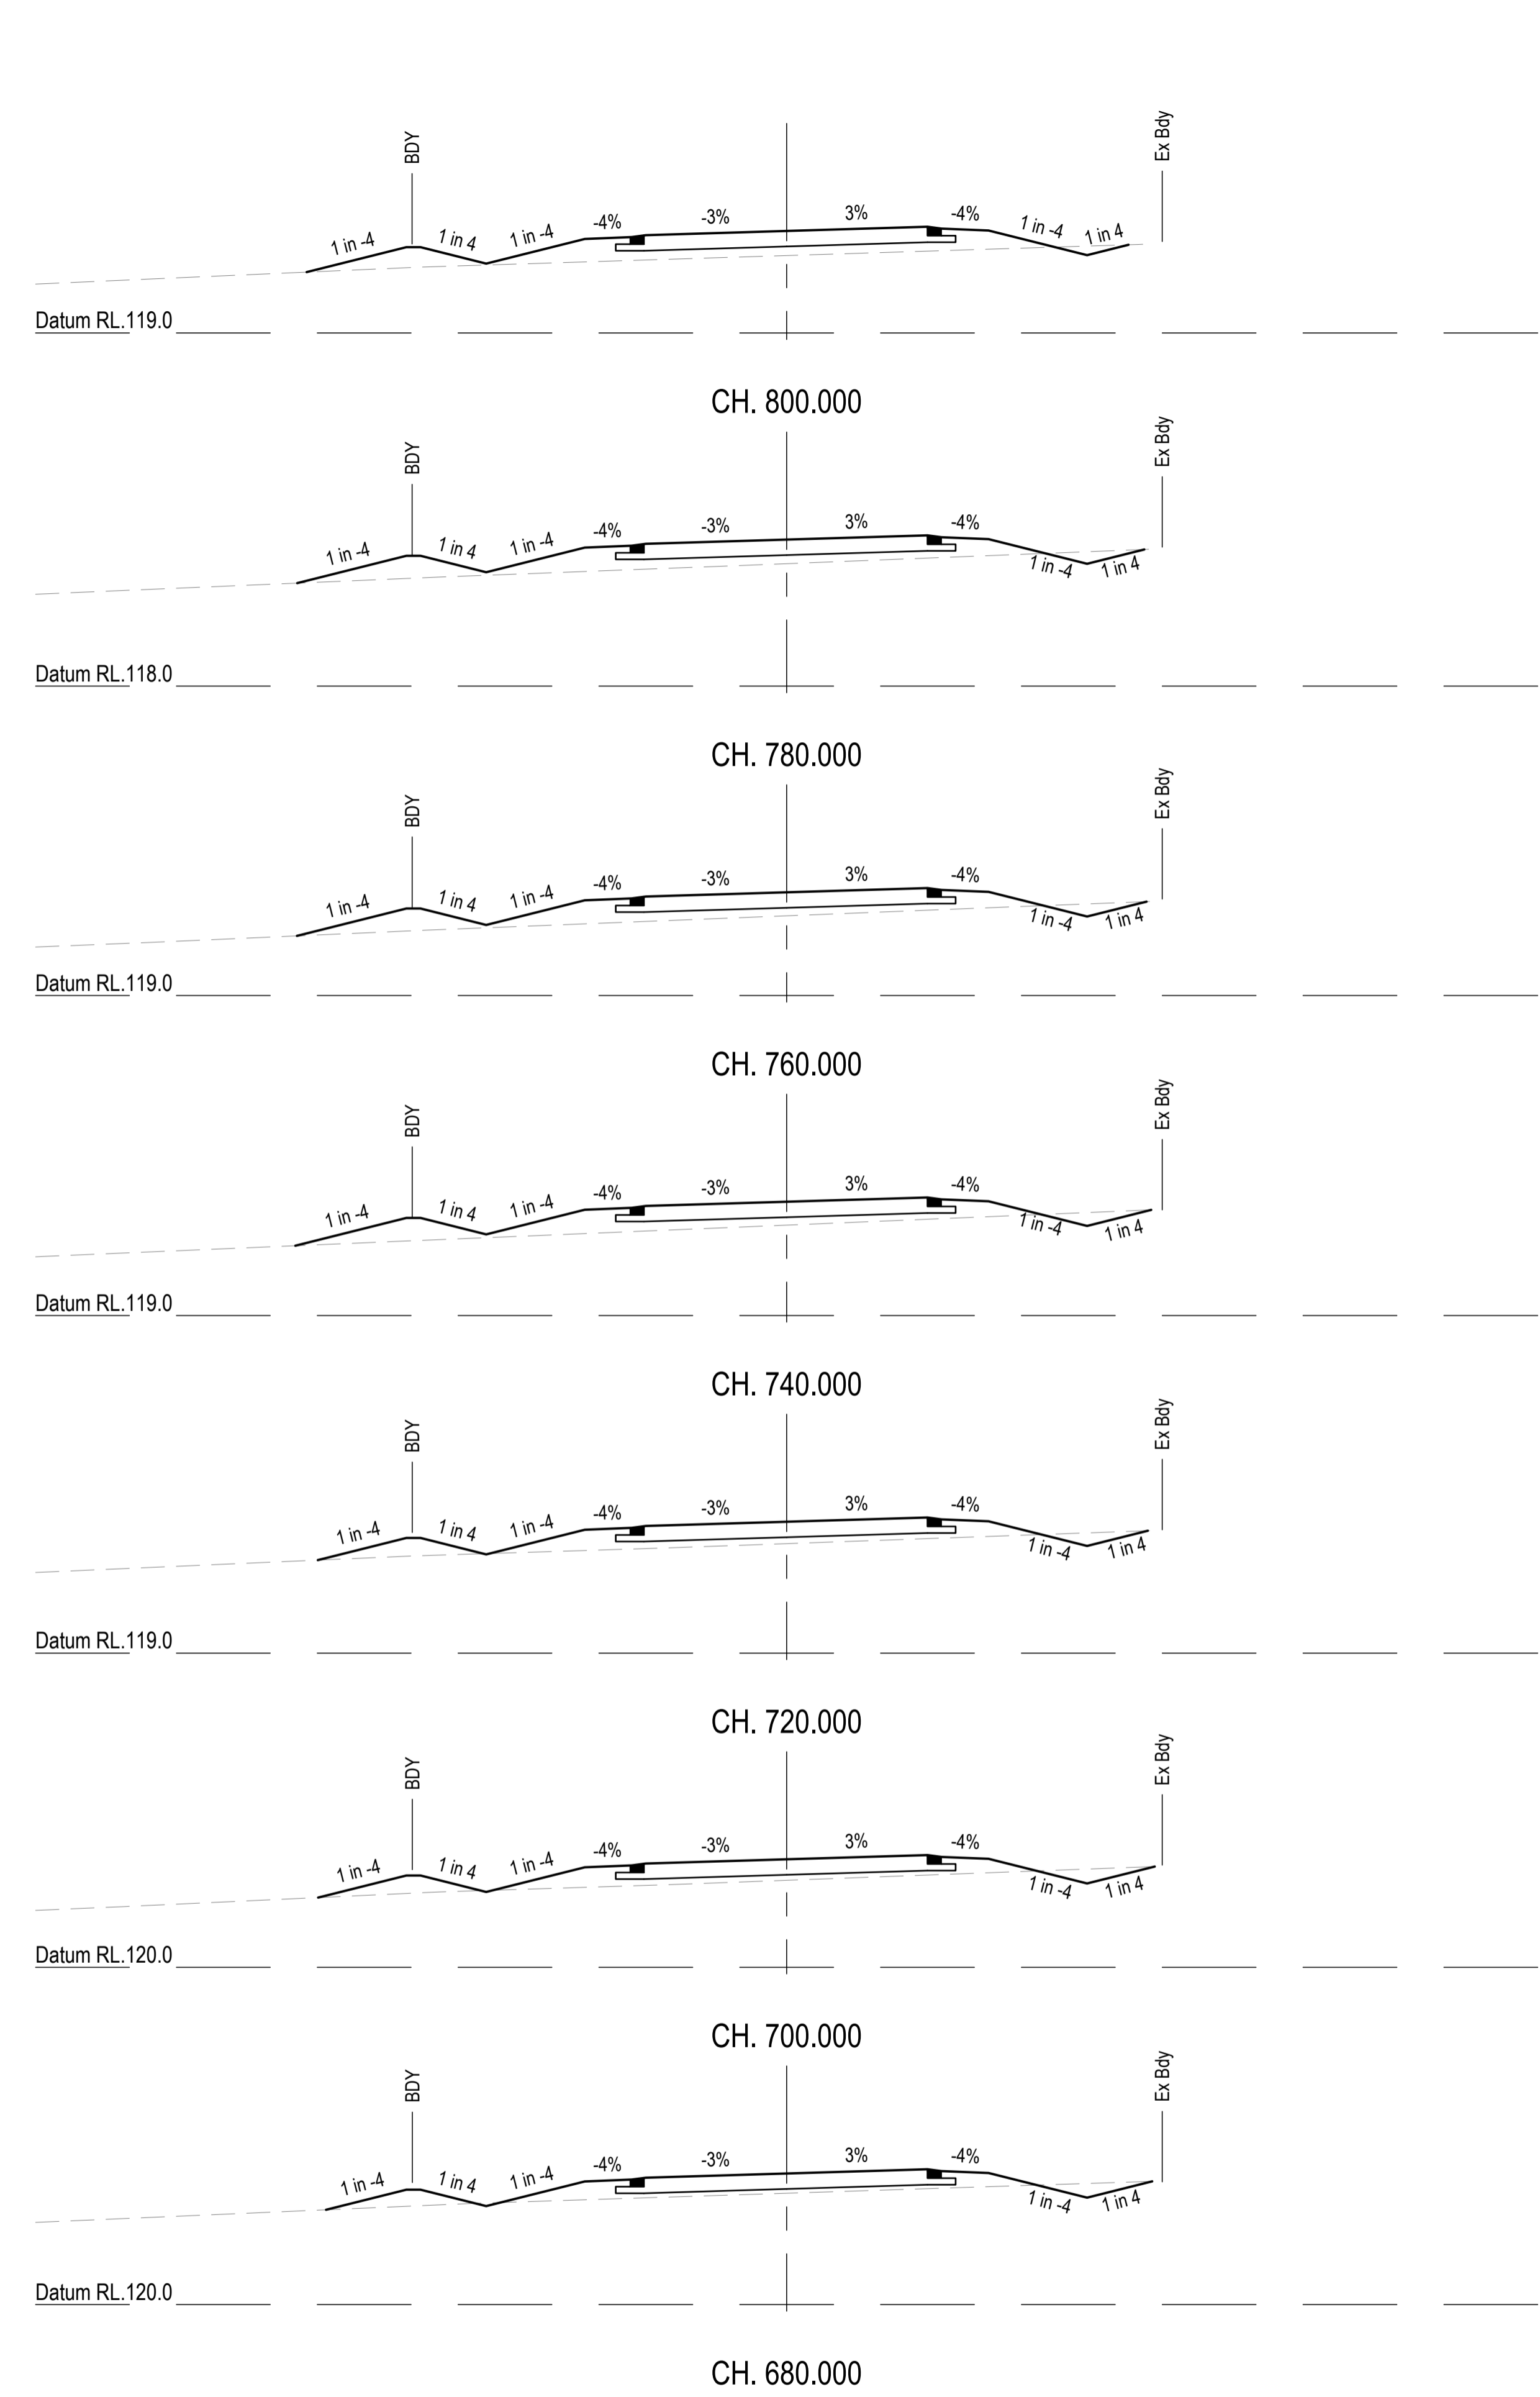 BDY
Ex Bdy
1 in -4
1 in 4
1 in -4
-4%
-3%
3%
-4%
1 in -4
1 in 4
Datum RL.119.0
CH. 800.000
BDY
Ex Bdy
1 in -4
1 in 4
1 in -4
-4%
-3%
3%
-4%
1 in -4
1 in 4
Datum RL.118.0
CH. 780.000
BDY
Ex Bdy
1 in -4
1 in 4
1 in -4
-4%
-3%
3%
-4%
1 in -4
1 in 4
Datum RL.119.0
CH. 760.000
BDY
Ex Bdy
1 in -4
1 in 4
1 in -4
-4%
-3%
3%
-4%
1 in -4
1 in 4
Datum RL.119.0
CH. 740.000
BDY
Ex Bdy
1 in -4
1 in 4
1 in -4
-4%
-3%
3%
-4%
1 in -4
1 in 4
Datum RL.119.0
CH. 720.000
BDY
Ex Bdy
1 in -4
1 in 4
1 in -4
-4%
-3%
3%
-4%
1 in -4
1 in 4
Datum RL.120.0
CH. 700.000
BDY
Ex Bdy
1 in -4
1 in 4
1 in -4
-4%
-3%
3%
-4%
1 in -4
1 in 4
Datum RL.120.0
CH. 680.000